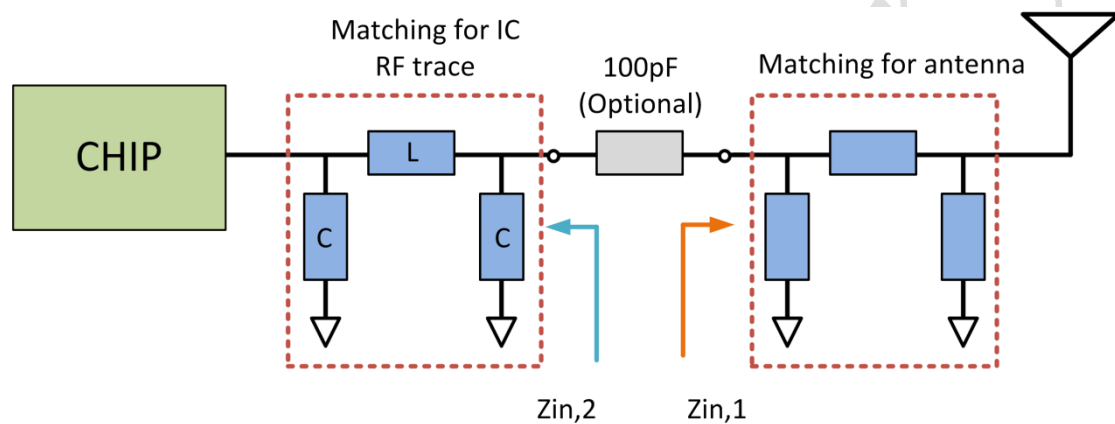 Matching for IC
RF trace
100pF
(Optional)
Matching for antenna
CHIP
L
C
C
Zin,2
Zin,1